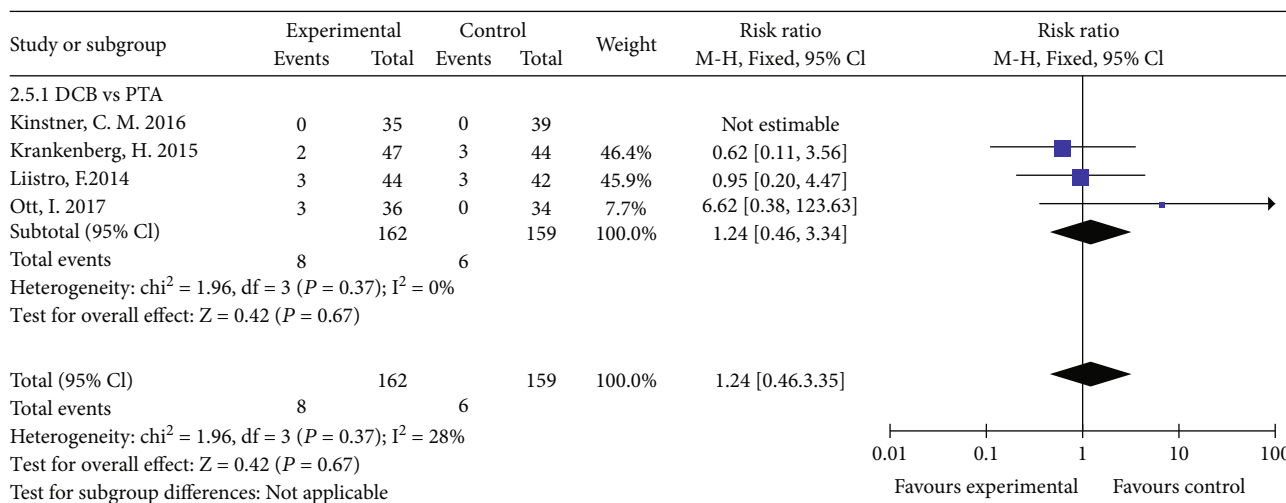 Study or subgroup Experimental Control Weight Risk ratio Risk ratio
Events Total Events Total M-H, Fixed, 95% Cl M-H, Fixed, 95% Cl
2.5.1 DCB vs PTA
Kinstner, C. M. 2016 0 35 0 39 Not estimable
Krankenberg, H. 2015 2 47 3 44 46.4% 0.62 [0.11, 3.56]
Liistro, F.2014 3 44 3 42 45.9% 0.95 [0.20, 4.47]
Ott, I. 2017 3 36 0 34 7.7% 6.62 [0.38, 123.63]
Subtotal (95% Cl) 162 159 100.0% 1.24 [0.46, 3.34]
Total events 8 6
Heterogeneity: chi² = 1.96, df = 3 (P = 0.37); I² = 0%
Test for overall effect: Z = 0.42 (P = 0.67)
Total (95% Cl) 162 159 100.0% 1.24 [0.46.3.35]
Total events 8 6
Heterogeneity: chi² = 1.96, df = 3 (P = 0.37); I² = 28%
Test for overall effect: Z = 0.42 (P = 0.67)
Test for subgroup differences: Not applicable
0.01 0.1 1 10 100
Favours experimental Favours control